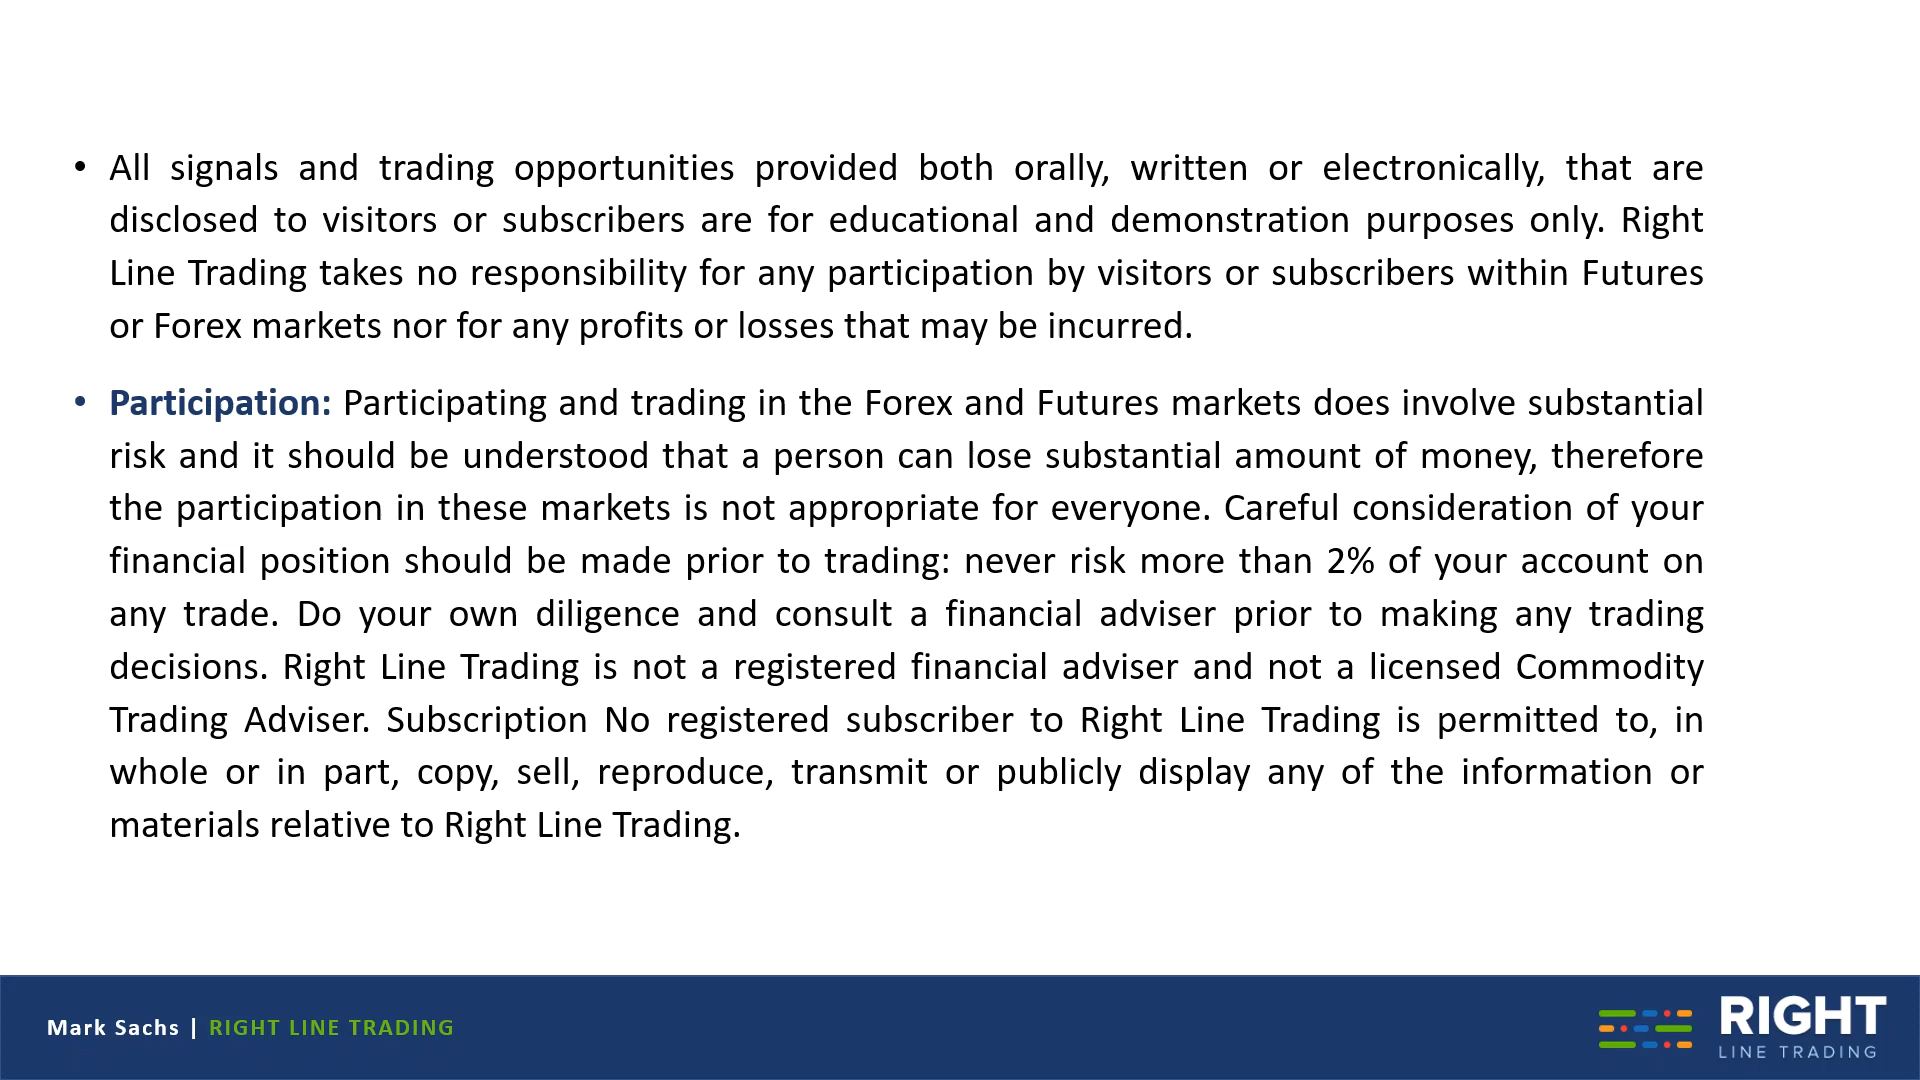 • All signals and trading opportunities provided both orally, written or electronically, that are
disclosed to visitors or subscribers are for educational and demonstration purposes only. Right
Line Trading takes no responsibility for any participation by visitors or subscribers within Futures
or Forex markets nor for any profits or losses that may be incurred.
• Participation: Participating and trading in the Forex and Futures markets does involve substantial
risk and it should be understood that a person can lose substantial amount of money, therefore
the participation in these markets is not appropriate for everyone. Careful consideration of your
financial position should be made prior to trading: never risk more than 2% of your account on
any trade. Do your own diligence and consult a financial adviser prior to making any trading
decisions. Right Line Trading is not a registered financial adviser and not a licensed Commodity
Trading Adviser. Subscription No registered subscriber to Right Line Trading is permitted to, in
whole or in part, copy, sell, reproduce, transmit or publicly display any of the information or
materials relative to Right Line Trading.
Mark Sachs | RIGHT LINE TRADING
RIGHT
LINE TRADING